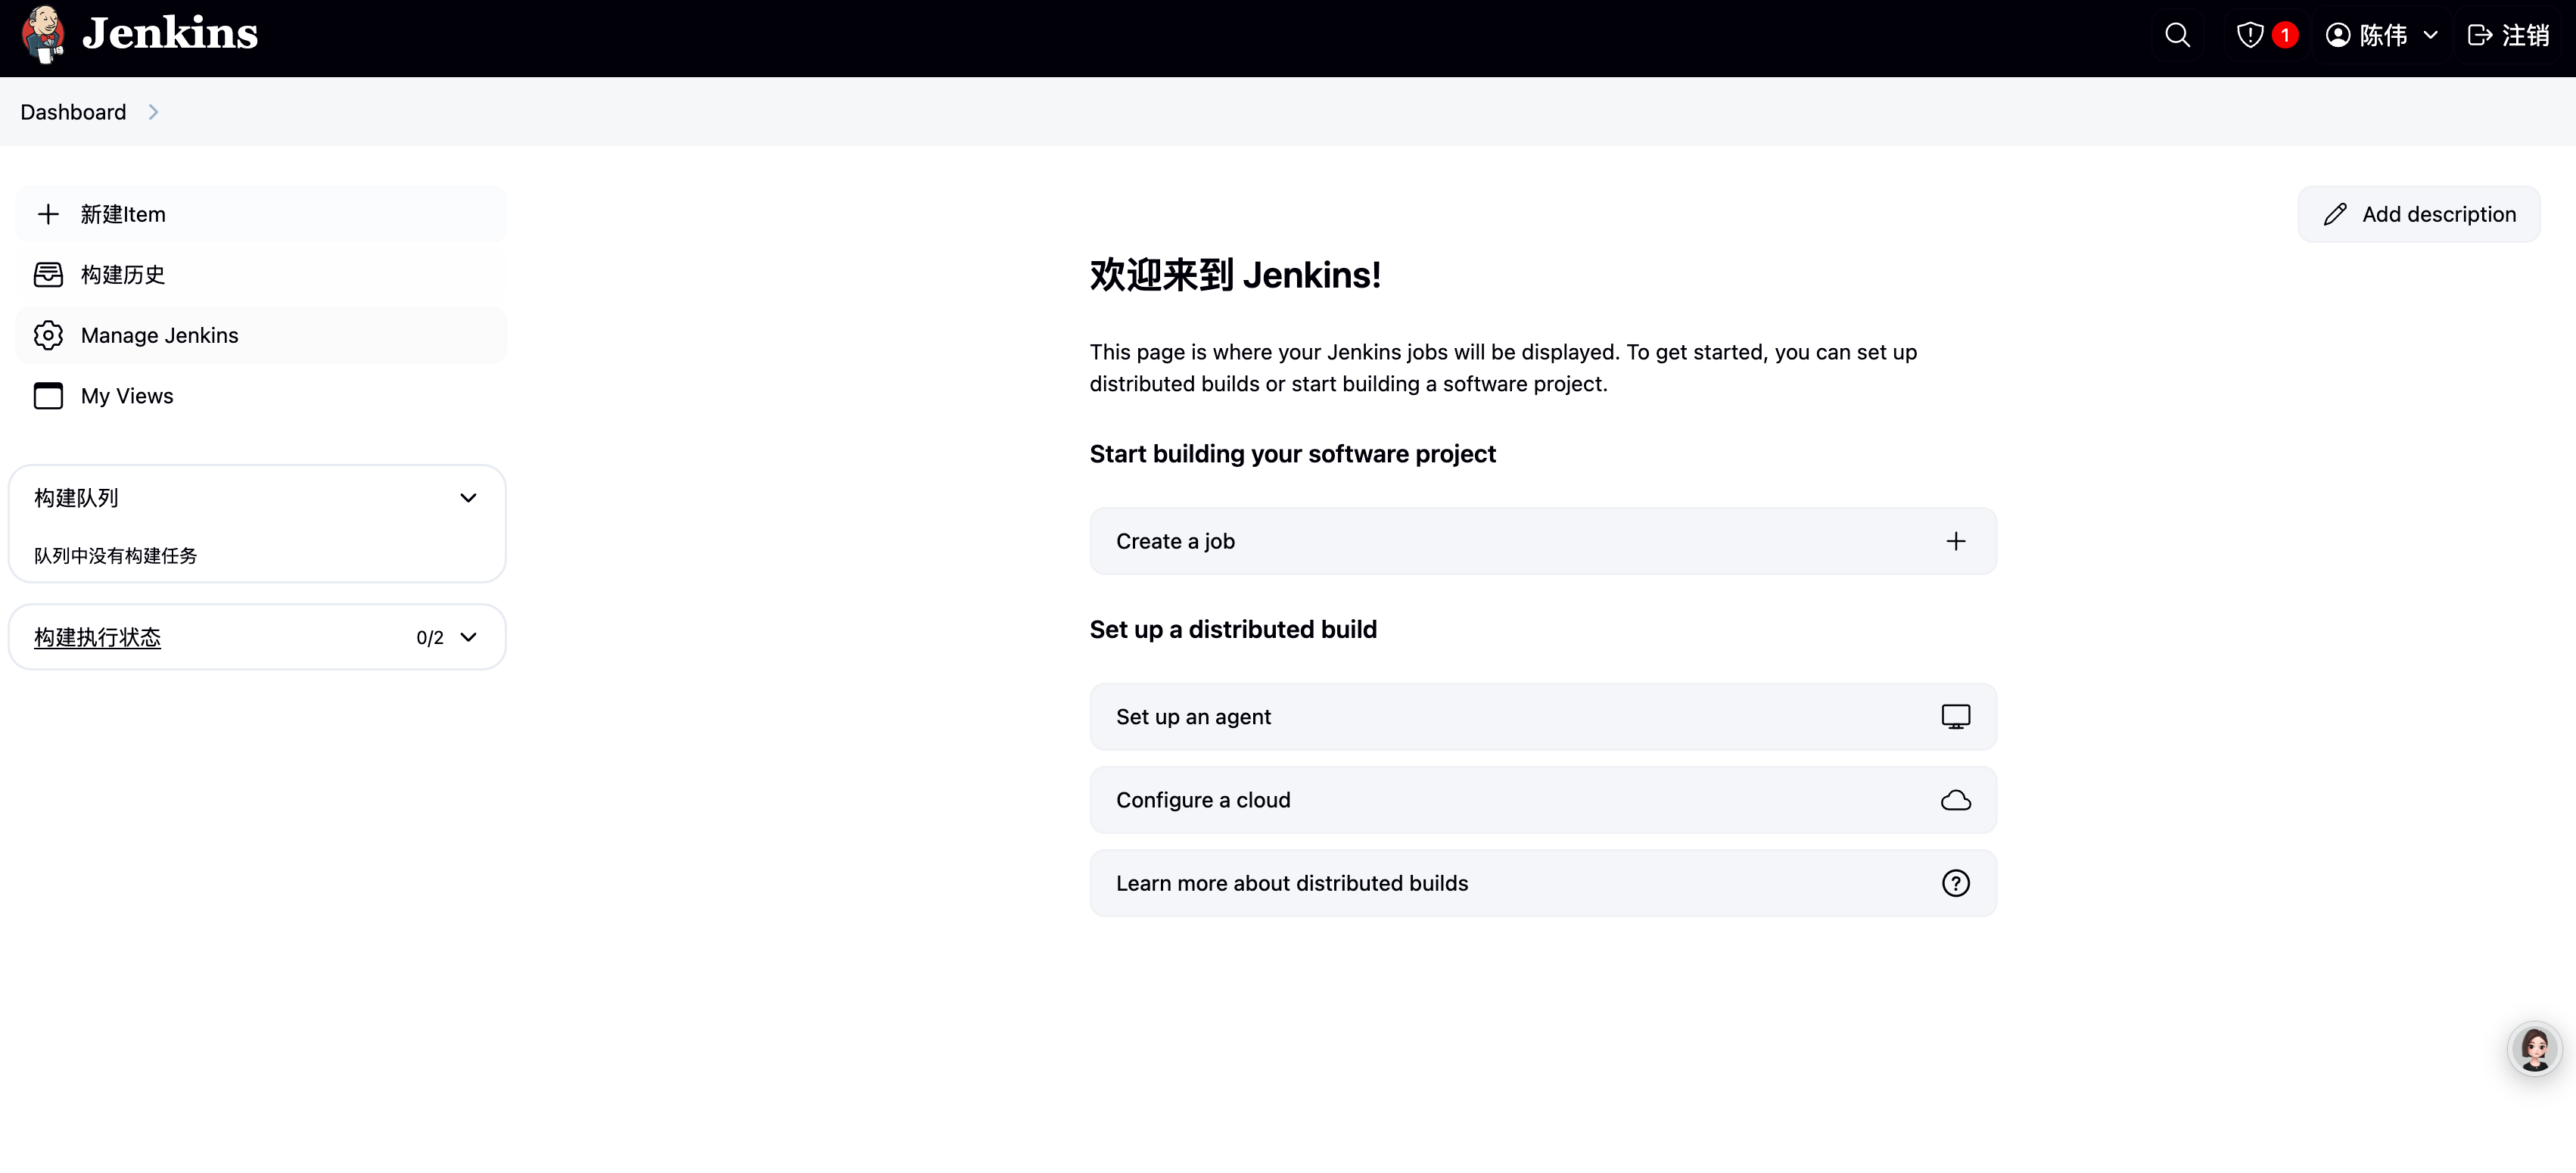 Jenkins
1
陈伟
注销
Dashboard
新建Item
构建历史
Manage Jenkins
My Views
构建队列
队列中没有构建任务
构建执行状态
0/2
Add description
欢迎来到 Jenkins!
This page is where your Jenkins jobs will be displayed. To get started, you can set up
distributed builds or start building a software project.
Start building your software project
Create a job
Set up a distributed build
Set up an agent
Configure a cloud
Learn more about distributed builds